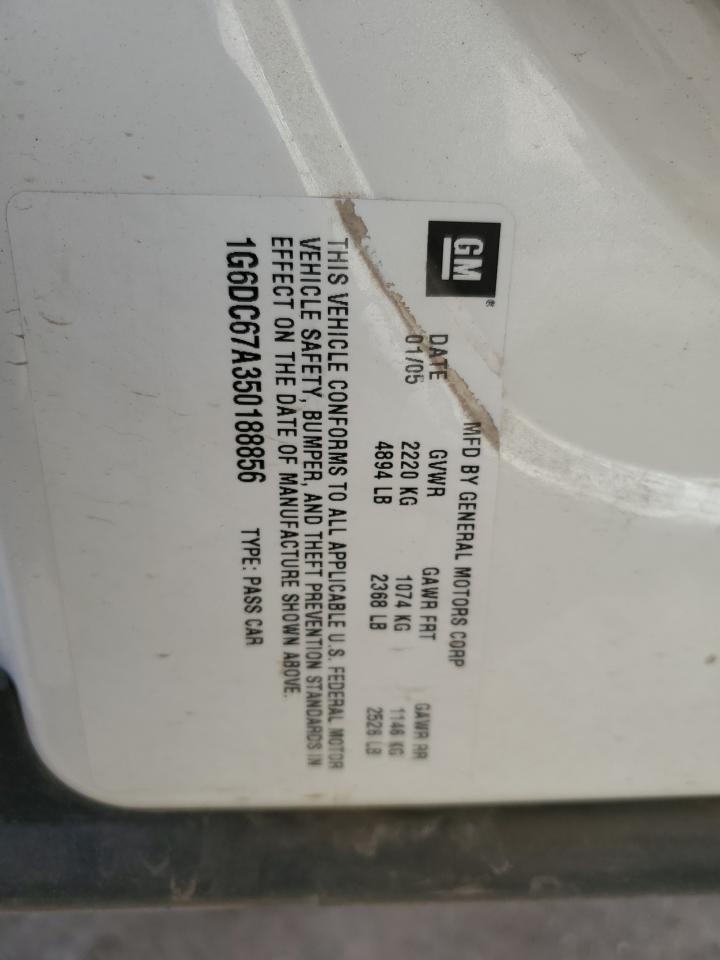 GM®
MFD BY GENERAL MOTORS CORP
DATE GVWR GAWR FRT GAWR RR
01/05 2220 KG 1074 KG 1146 KG
4894 LB 2368 LB 2526 LB
THIS VEHICLE CONFORMS TO ALL APPLICABLE U.S. FEDERAL MOTOR
VEHICLE SAFETY, BUMPER, AND THEFT PREVENTION STANDARDS IN
EFFECT ON THE DATE OF MANUFACTURE SHOWN ABOVE.
1G6DC67A350188856 TYPE: PASS CAR